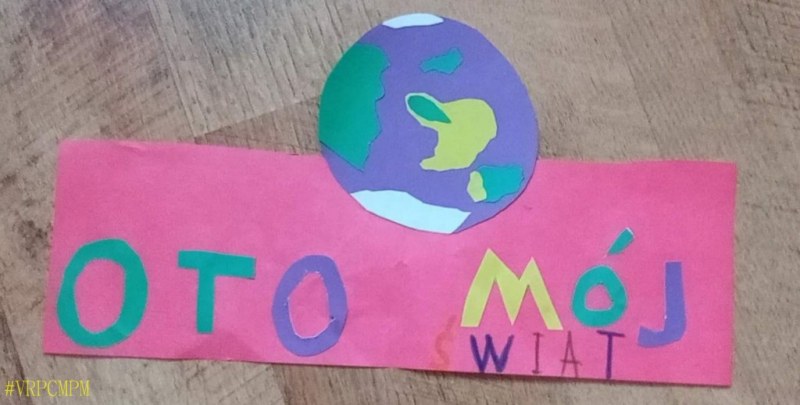 OTO MÓJ
ŚWIAT
#VRPCMPM